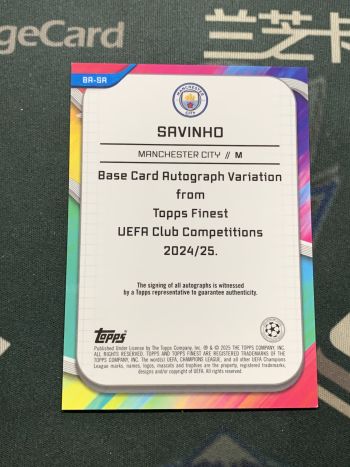 geCard
兰芝卡
BA-SA
MANCHESTER
CITY
SAVINHO
MANCHESTER CITY // M
Base Card Autograph Variation
from
Topps Finest
UEFA Club Competitions
2024/25.
The signing of all autographs is witnessed
by a Topps representative to guarantee authenticity.
Topps
Published Under License by The Topps Company, Inc. ® & © 2025 THE TOPPS COMPANY, INC.
ALL RIGHTS RESERVED. TOPPS AND TOPPS FINEST ARE REGISTERED TRADEMARKS OF THE
TOPPS COMPANY, INC. The word(s) UEFA, CHAMPIONS LEAGUE, and all other UEFA Champions
League marks, names, logos, mascots and trophies are the property, registered trademarks,
designs and/or copyright of UEFA. All rights reserved.